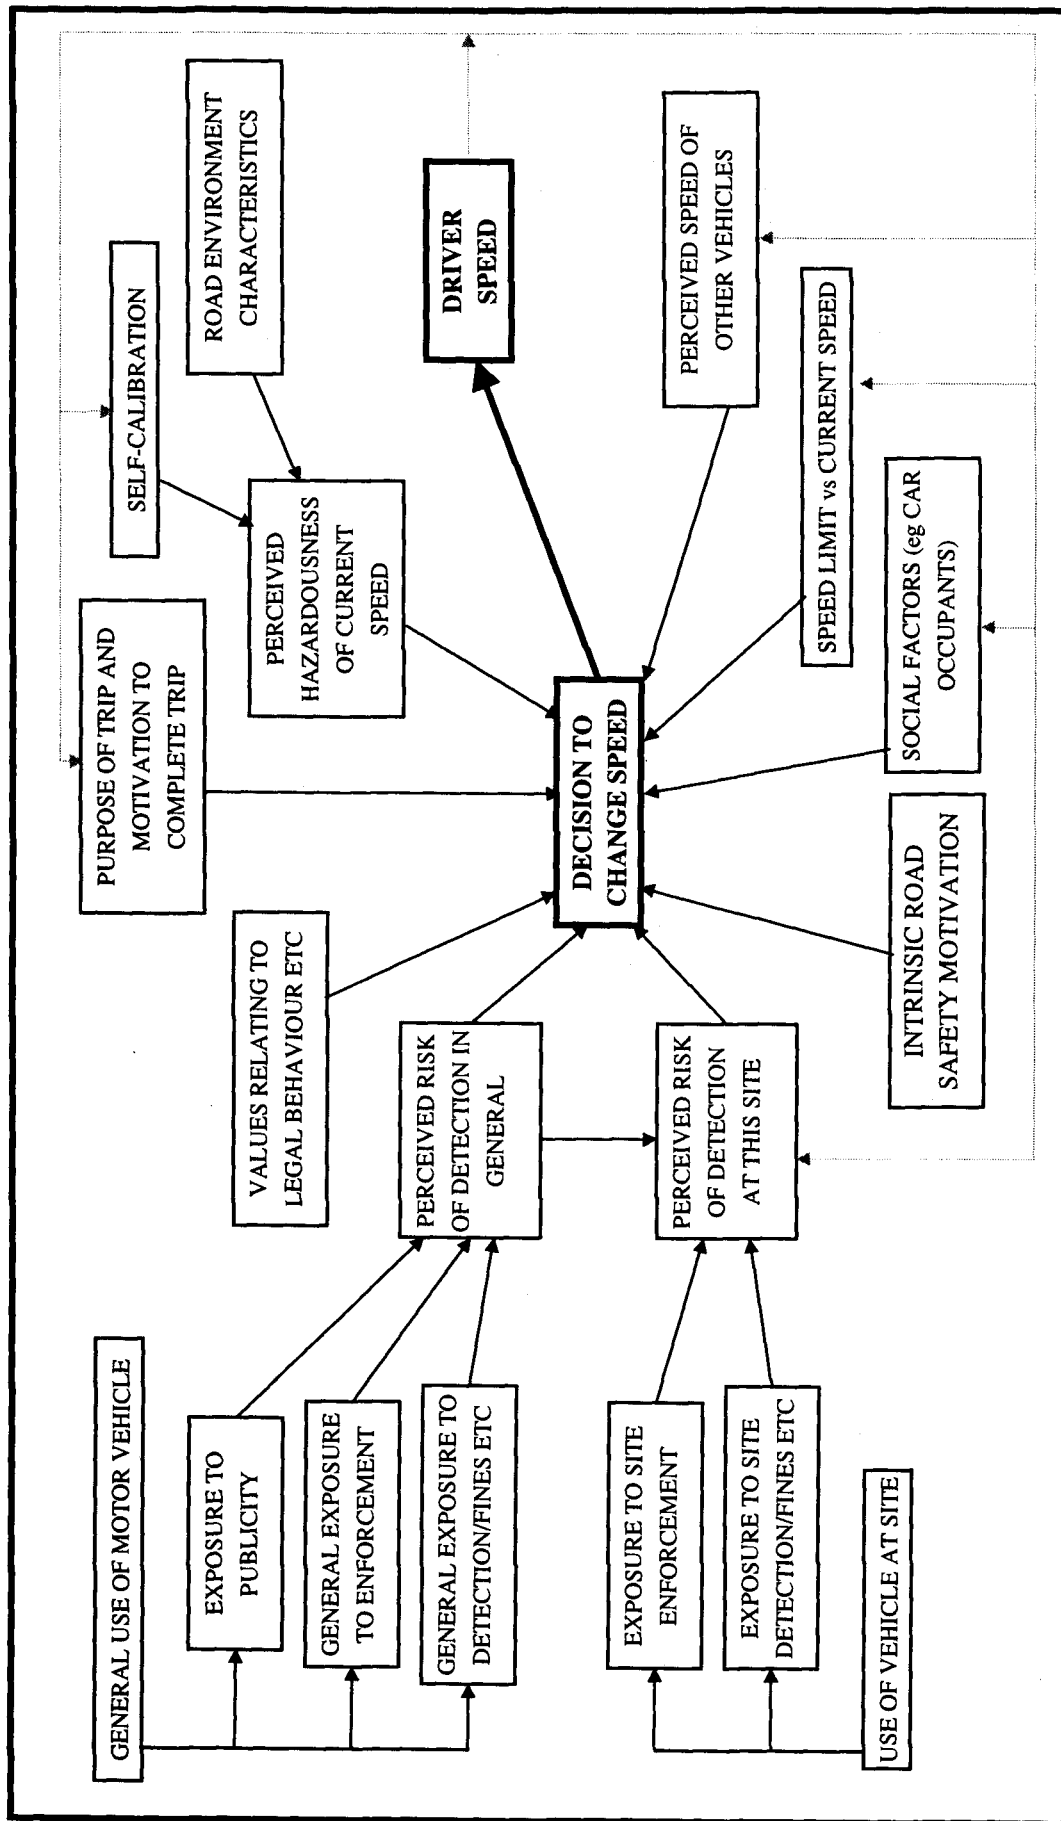 GENERAL USE OF MOTOR VEHICLE
EXPOSURE TO
PUBLICITY
GENERAL EXPOSURE
TO ENFORCEMENT
GENERAL EXPOSURE TO
DETECTION/FINES ETC
EXPOSURE TO SITE
ENFORCEMENT
EXPOSURE TO SITE
DETECTION/FINES ETC
USE OF VEHICLE AT SITE
VALUES RELATING TO
LEGAL BEHAVIOUR ETC
PERCEIVED RISK
OF DETECTION IN
GENERAL
PERCEIVED RISK
OF DETECTION
AT THIS SITE
PURPOSE OF TRIP AND
MOTIVATION TO
COMPLETE TRIP
DECISION TO
CHANGE SPEED
INTRINSIC ROAD
SAFETY MOTIVATION
SELF-CALIBRATION
PERCEIVED
HAZARDOUSNESS
OF CURRENT
SPEED
SOCIAL FACTORS (eg CAR
OCCUPANTS)
SPEED LIMIT vs CURRENT SPEED
ROAD ENVIRONMENT
CHARACTERISTICS
DRIVER
SPEED
PERCEIVED SPEED OF
OTHER VEHICLES